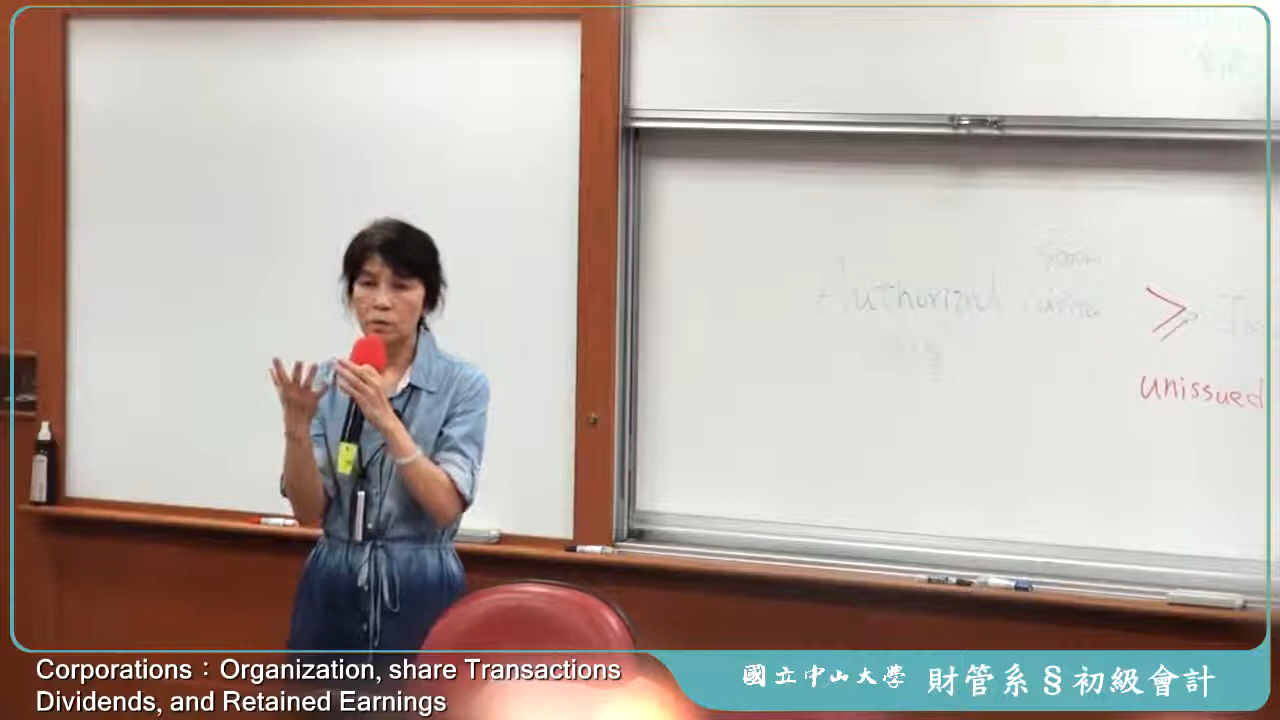 Authorized
>
unissued
Corporations：Organization, share Transactions
Dividends, and Retained Earnings
國立中山大學 財管系§初級會計